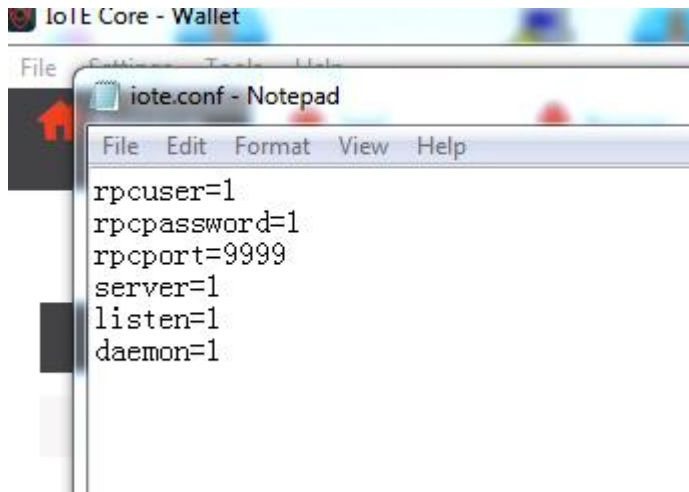 IoTE Core - Wallet
File
iote.conf - Notepad
File Edit Format View Help
rpcuser=1
rpcpassword=1
rpcport=9999
server=1
listen=1
daemon=1